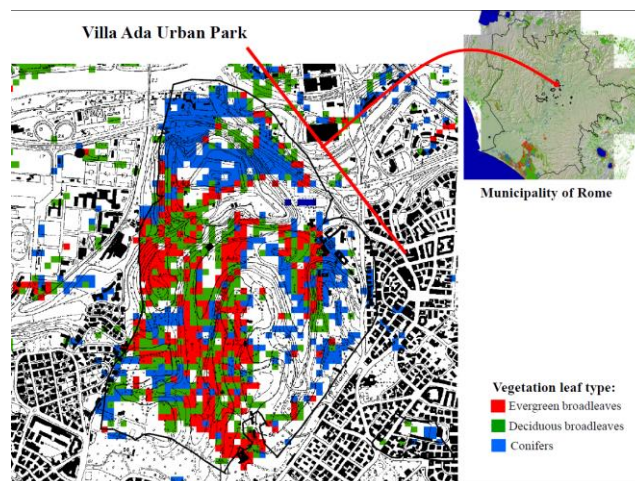 Villa Ada Urban Park
Municipality of Rome
Vegetation leaf type:
Evergreen broadleaves
Deciduous broadleaves
Conifers